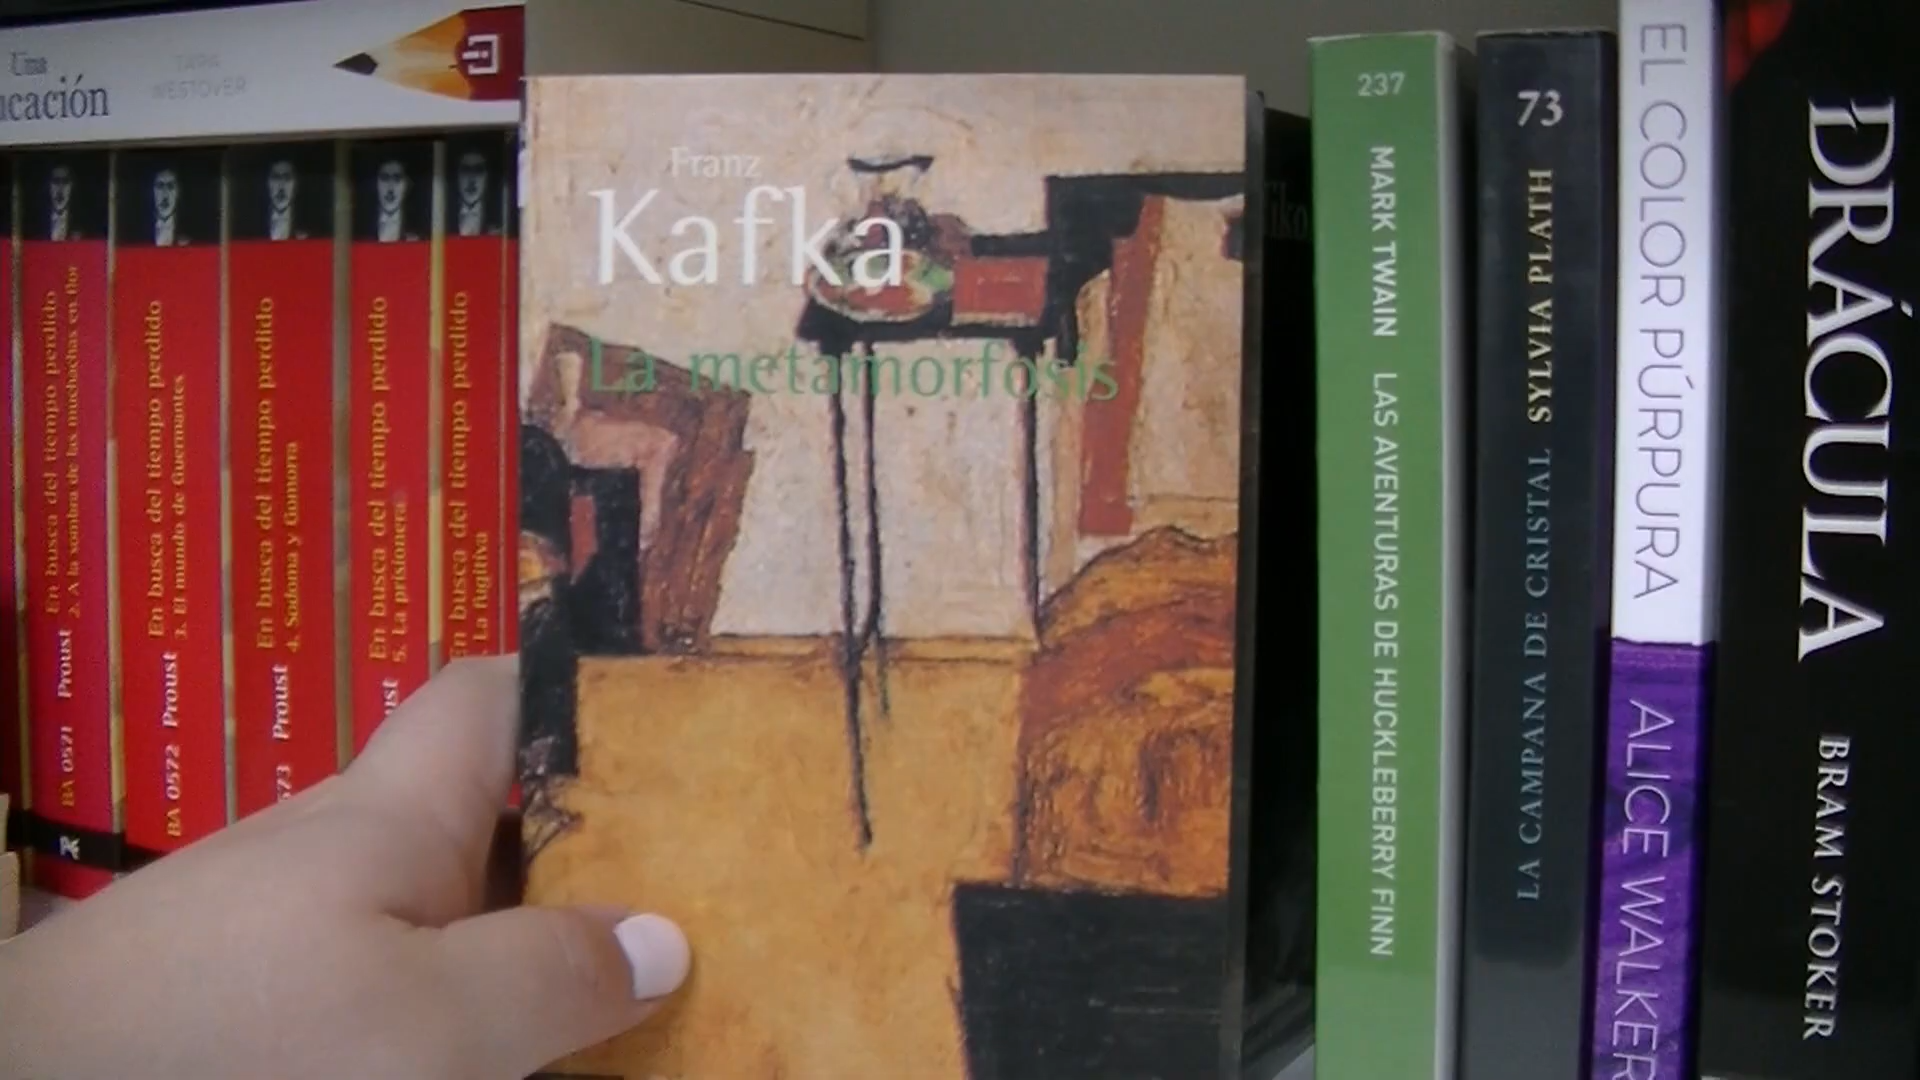 Una
ucación
TARA
WESTOVER
En busca del tiempo perdido
2. A la sombra de las muchachas en flor
Proust
BA 0571
En busca del tiempo perdido
3. El mundo de Guermantes
Proust
BA 0572
En busca del tiempo perdido
4. Sodoma y Gomorra
Proust
573
En busca del tiempo perdido
5. La prisionera
ust
En busca del tiempo perdido
. La fugitiva
Franz
Kafka
La metamorfosis
237
MARK TWAIN LAS AVENTURAS DE HUCKLEBERRY FINN
73
LA CAMPANA DE CRISTAL SYLVIA PLATH
EL COLOR PÚRPURA
ALICE WALKER
DRÁCULA
BRAM STOKER